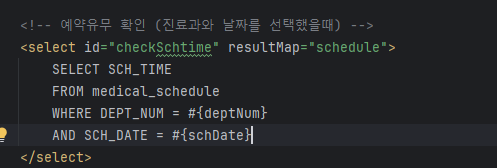 <!-- 예약유무 확인 (진료과와 날짜를 선택했을때) -->
<select id="checkSchtime" resultMap="schedule">
SELECT SCH_TIME
FROM medical_schedule
WHERE DEPT_NUM = #{deptNum}
AND SCH_DATE = #{schDate}
</select>